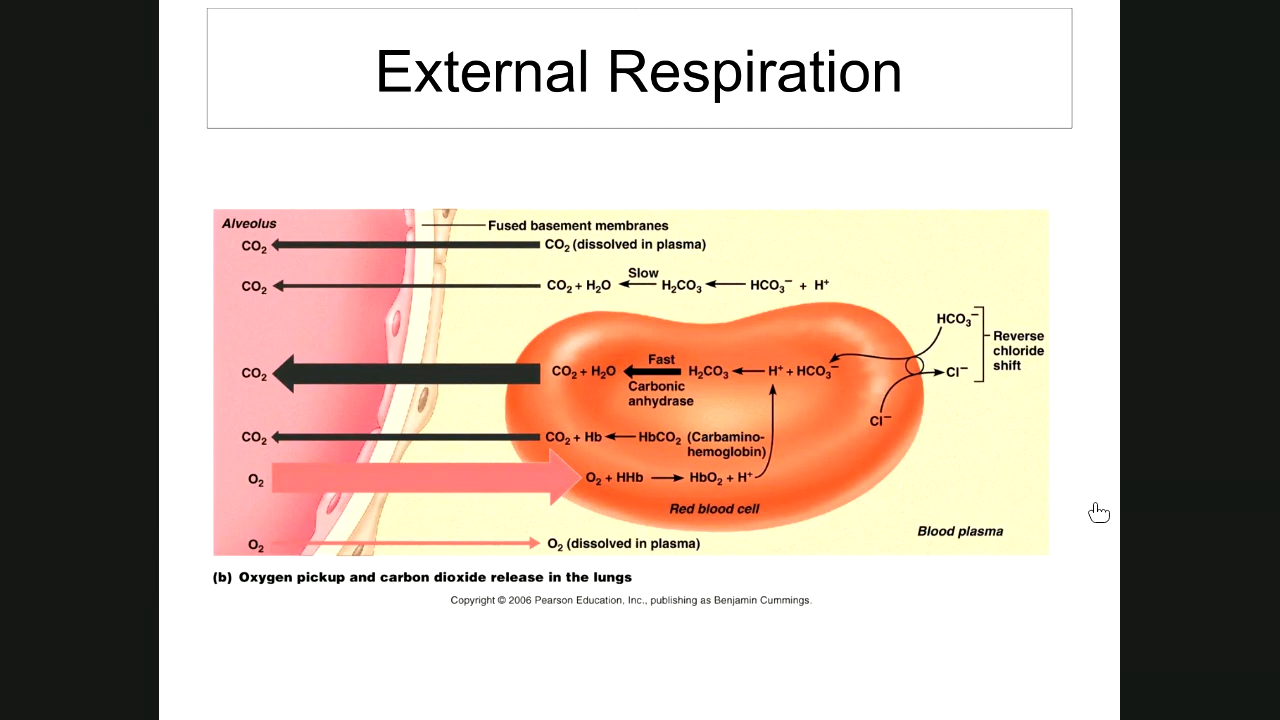 External Respiration
Alveolus
Fused basement membranes
CO₂ CO₂ (dissolved in plasma)
Slow
CO₂ CO₂ + H₂O H₂CO₃ HCO₃⁻ + H⁺
HCO₃⁻
Reverse
chloride
shift
Fast
CO₂ CO₂ + H₂O H₂CO₃ H⁺ + HCO₃⁻ Cl⁻
Carbonic
anhydrase
Cl⁻
CO₂ CO₂ + Hb HbCO₂ (Carbamino-
hemoglobin)
O₂ O₂ + HHb HbO₂ + H⁺
Red blood cell
Blood plasma
O₂ O₂ (dissolved in plasma)
(b) Oxygen pickup and carbon dioxide release in the lungs
Copyright © 2006 Pearson Education, Inc., publishing as Benjamin Cummings.